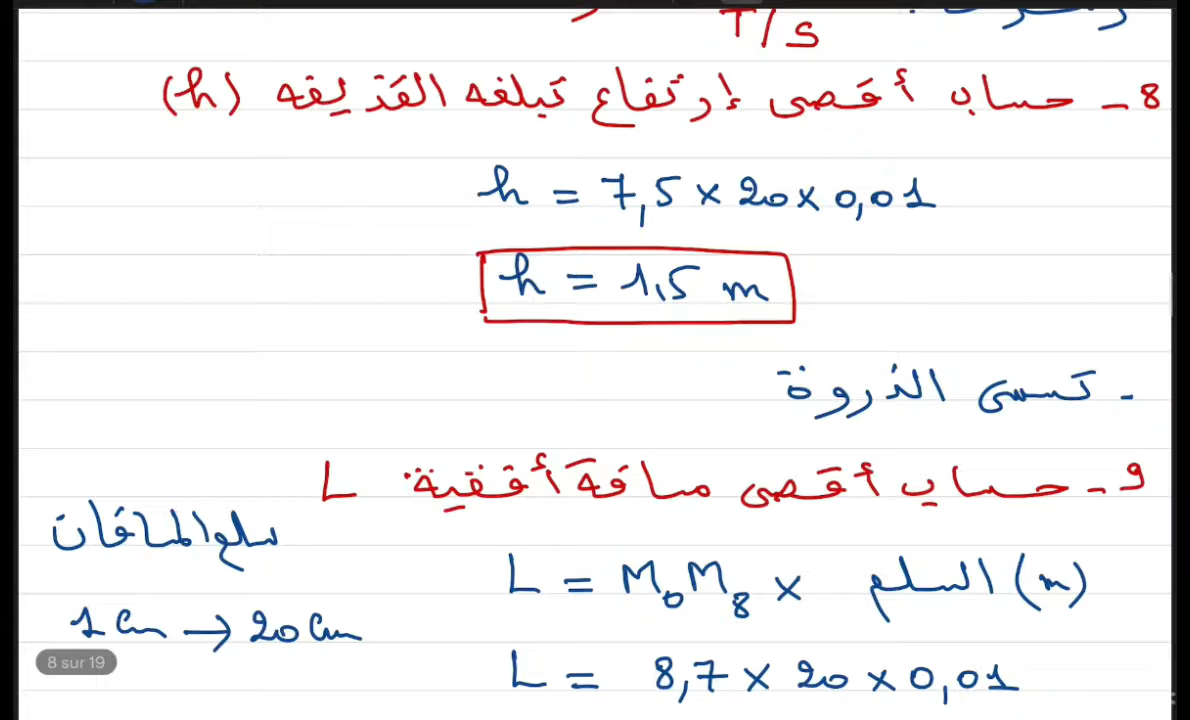 T/S
8 - حساب أقصى إرتفاع تبلغه القذيفه (h)
h = 7,5 × 20 × 0,01
h = 1,5 m
- تسمى الذروة
9 - حساب أقصى مسافة أفقية L
سلم المسافات
L = M₀M₈ × السلم (m)
1 cm → 20 cm
L = 8,7 × 20 × 0,01
8 sur 19